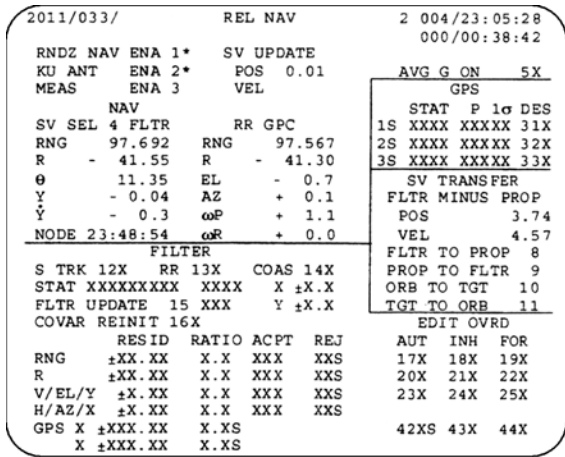 2011/033/ REL NAV 2 004/23:05:28
000/00:38:42
RNDZ NAV ENA 1* SV UPDATE
KU ANT ENA 2* POS 0.01 AVG G ON 5X
MEAS ENA 3 VEL GPS
NAV STAT P 1σ DES
SV SEL 4 FLTR RR GPC 1S XXXX XXXXX 31X
RNG 97.692 RNG 97.567 2S XXXX XXXXX 32X
R - 41.55 R - 41.30 3S XXXX XXXXX 33X
θ 11.35 EL - 0.7 SV TRANSFER
Y - 0.04 AZ + 0.1 FLTR MINUS PROP
Ẏ - 0.3 ωP + 1.1 POS 3.74
NODE 23:48:54 ωR + 0.0 VEL 4.57
FILTER FLTR TO PROP 8
S TRK 12X RR 13X COAS 14X PROP TO FLTR 9
STAT XXXXXXXXX XXXX X ±X.X ORB TO TGT 10
FLTR UPDATE 15 XXX Y ±X.X TGT TO ORB 11
COVAR REINIT 16X EDIT OVRD
RESID RATIO ACPT REJ AUT INH FOR
RNG ±XX.XX X.X XXX XXS 17X 18X 19X
R ±XX.XX X.X XXX XXS 20X 21X 22X
V/EL/Y ±X.XX X.X XXX XXS 23X 24X 25X
H/AZ/X ±X.XX X.X XXX XXS
GPS X ±XXX.XX X.XS 42XS 43X 44X
X ±XXX.XX X.XS